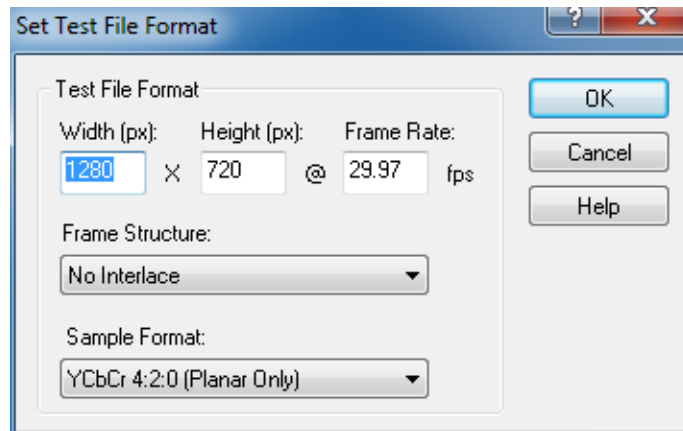 Set Test File Format
? X
Test File Format
OK
Width (px): Height (px): Frame Rate:
1280 X 720 @ 29.97 fps
Cancel
Help
Frame Structure:
No Interlace
Sample Format:
YCbCr 4:2:0 (Planar Only)